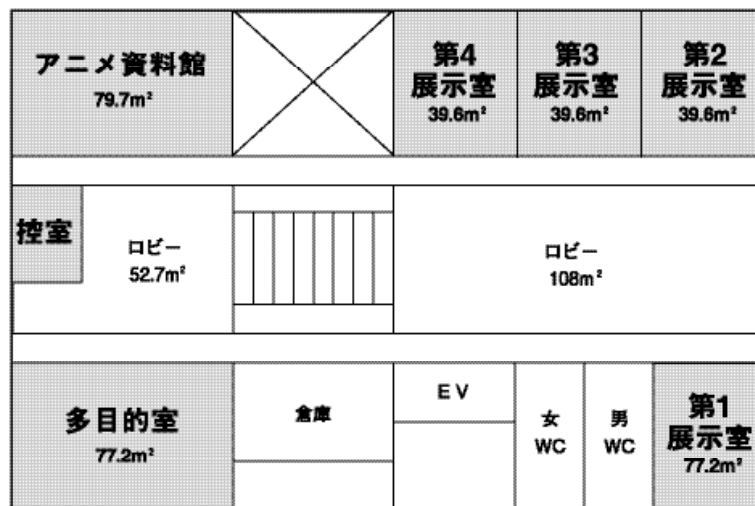 アニメ資料館
79.7m²
第4
展示室
39.6m²
第3
展示室
39.6m²
第2
展示室
39.6m²
控室
ロビー
52.7m²
ロビー
108m²
多目的室
77.2m²
倉庫
EV
女
WC
男
WC
第1
展示室
77.2m²